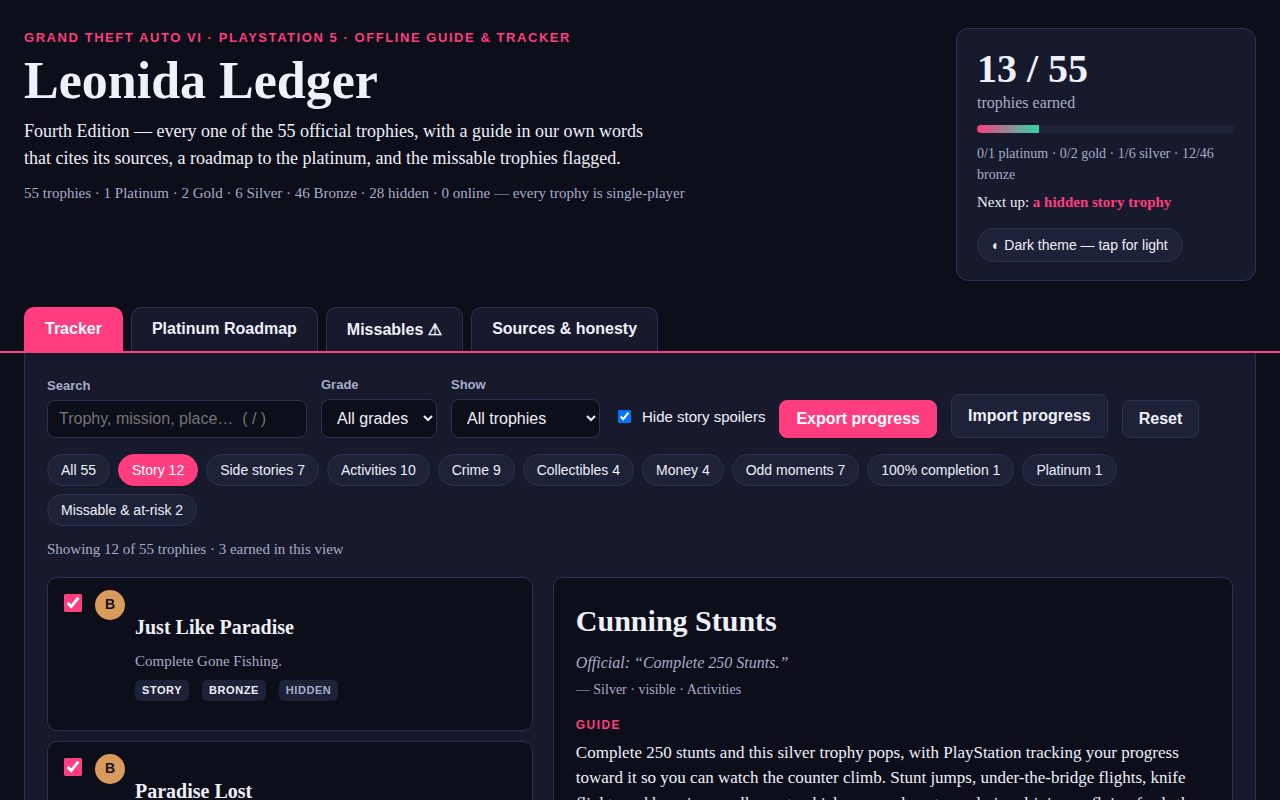 GRAND THEFT AUTO VI · PLAYSTATION 5 · OFFLINE GUIDE & TRACKER
Leonida Ledger
Fourth Edition — every one of the 55 official trophies, with a guide in our own words
that cites its sources, a roadmap to the platinum, and the missable trophies flagged.
55 trophies · 1 Platinum · 2 Gold · 6 Silver · 46 Bronze · 28 hidden · 0 online — every trophy is single-player
13 / 55
trophies earned
0/1 platinum · 0/2 gold · 1/6 silver · 12/46
bronze
Next up: a hidden story trophy
Dark theme — tap for light
Tracker
Platinum Roadmap
Missables ⚠
Sources & honesty
Search
Grade
Show
Trophy, mission, place… ( / )
All grades
All trophies
Hide story spoilers
Export progress
Import progress
Reset
All 55
Story 12
Side stories 7
Activities 10
Crime 9
Collectibles 4
Money 4
Odd moments 7
100% completion 1
Platinum 1
Missable & at-risk 2
Showing 12 of 55 trophies · 3 earned in this view
B
Just Like Paradise
Complete Gone Fishing.
STORY BRONZE HIDDEN
B
Paradise Lost
Cunning Stunts
Official: “Complete 250 Stunts.”
— Silver · visible · Activities
GUIDE
Complete 250 stunts and this silver trophy pops, with PlayStation tracking your progress
toward it so you can watch the counter climb. Stunt jumps, under-the-bridge flights, knife